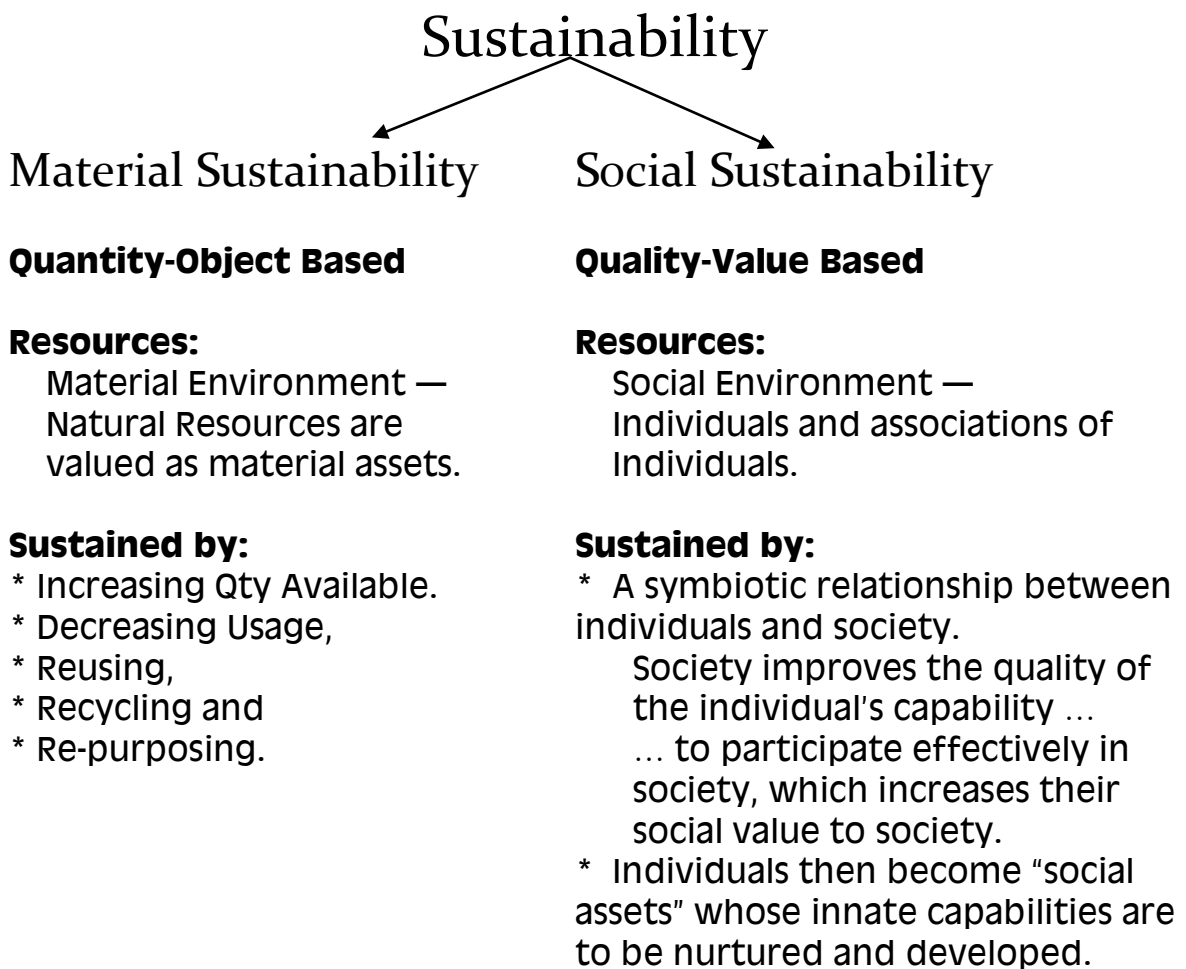 Sustainability
Material Sustainability
Quantity-Object Based
Resources:
Material Environment —
Natural Resources are
valued as material assets.
Sustained by:
* Increasing Qty Available.
* Decreasing Usage,
* Reusing,
* Recycling and
* Re-purposing.
Social Sustainability
Quality-Value Based
Resources:
Social Environment —
Individuals and associations of
Individuals.
Sustained by:
* A symbiotic relationship between
individuals and society.
Society improves the quality of
the individual's capability …
… to participate effectively in
society, which increases their
social value to society.
* Individuals then become “social
assets” whose innate capabilities are
to be nurtured and developed.